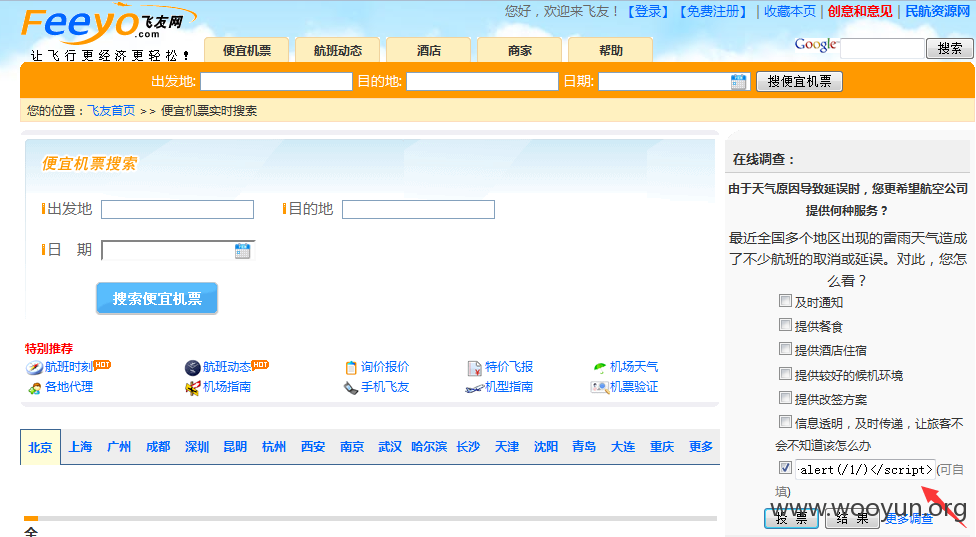 Feeyo飞友网
.com
让飞行更经济更轻松！
您好，欢迎来飞友！【登录】【免费注册】|收藏本页|创意和意见|民航资源网
便宜机票 航班动态 酒店 商家 帮助
Google 搜索
出发地: 目的地: 日期: 搜便宜机票
您的位置：飞友首页 >> 便宜机票实时搜索
便宜机票搜索
出发地 目的地
日 期
搜索便宜机票
特别推荐
航班时刻HOT 航班动态HOT 询价报价 特价飞报 机场天气
各地代理 机场指南 手机飞友 机型指南 机票验证
北京 上海 广州 成都 深圳 昆明 杭州 西安 南京 武汉 哈尔滨 长沙 天津 沈阳 青岛 大连 重庆 更多
全
在线调查：
由于天气原因导致延误时，您更希望航空公司
提供何种服务？
最近全国多个地区出现的雷雨天气造成
了不少航班的取消或延误。对此，您怎
么看？
及时通知
提供餐食
提供酒店住宿
提供较好的候机环境
提供改签方案
信息透明，及时传递，让旅客不
会不知道该怎么办
alert(/1/)</script> (可自
填)
投 票 结 果 更多调查
www.wooyun.org